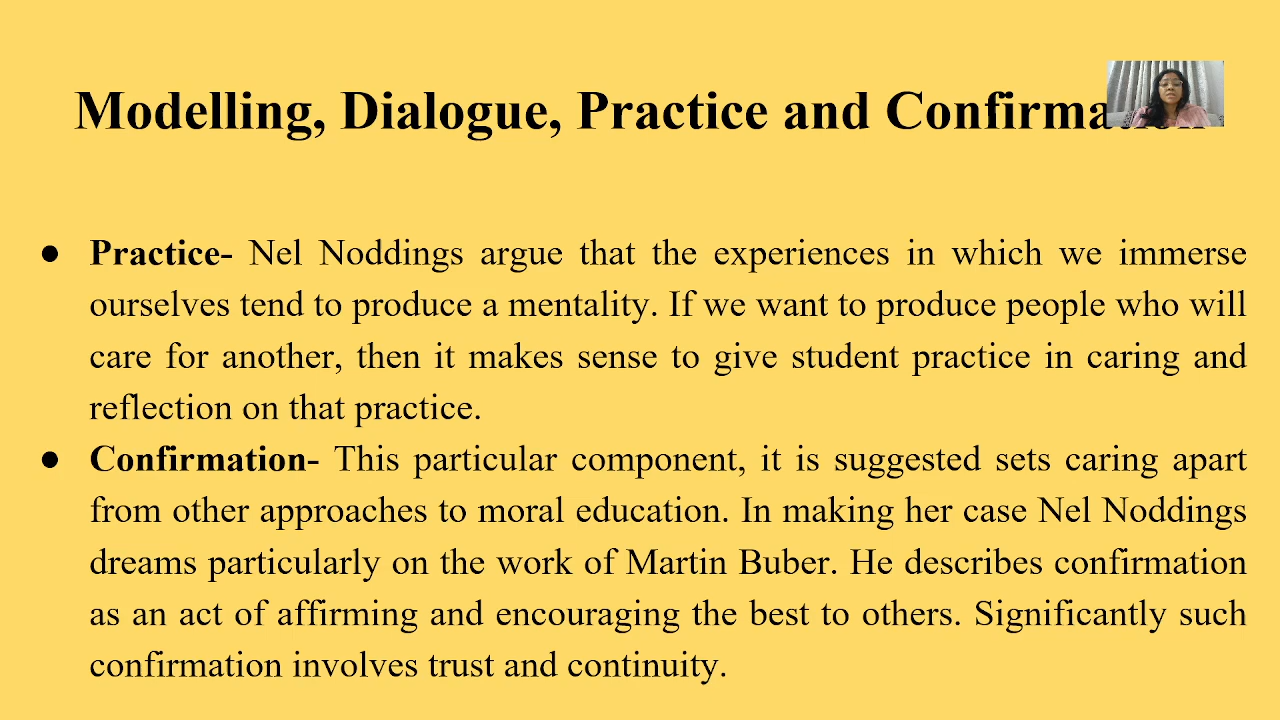 Modelling, Dialogue, Practice and Confirmation
● Practice- Nel Noddings argue that the experiences in which we immerse
ourselves tend to produce a mentality. If we want to produce people who will
care for another, then it makes sense to give student practice in caring and
reflection on that practice.
● Confirmation- This particular component, it is suggested sets caring apart
from other approaches to moral education. In making her case Nel Noddings
dreams particularly on the work of Martin Buber. He describes confirmation
as an act of affirming and encouraging the best to others. Significantly such
confirmation involves trust and continuity.